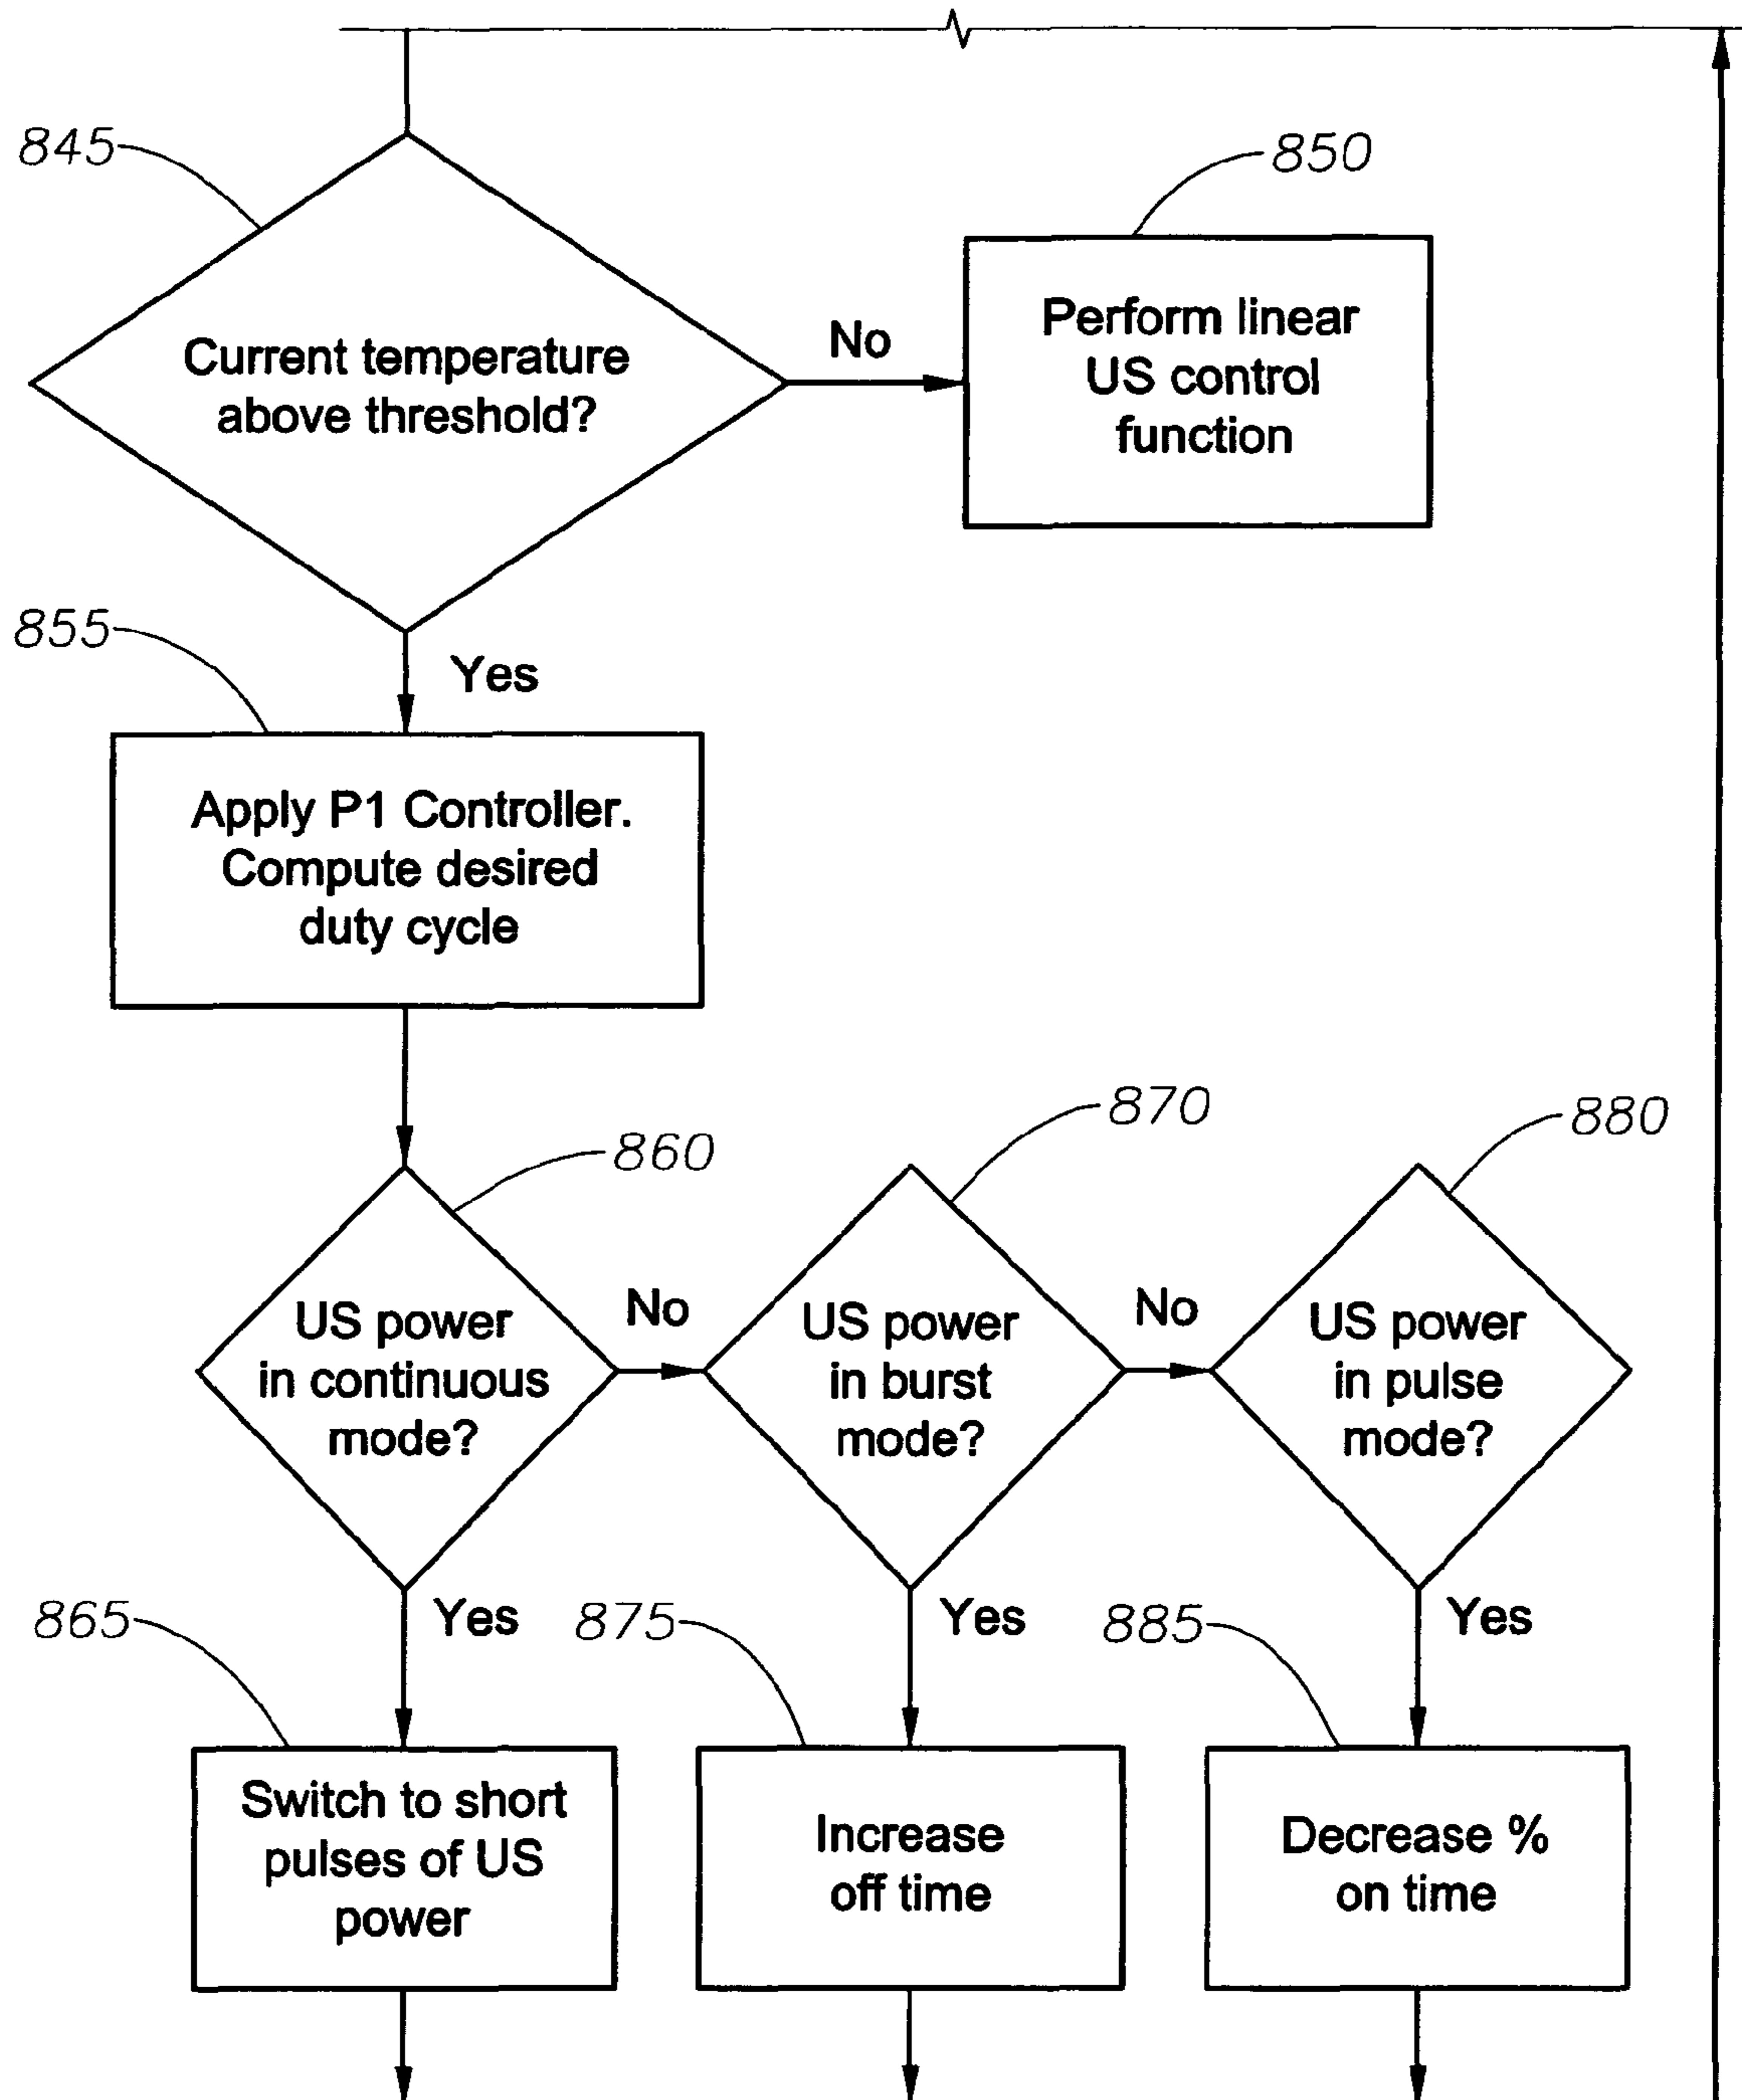 845
850
Current temperature
above threshold?
No
Perform linear
US control
function
855
Yes
Apply P1 Controller.
Compute desired
duty cycle
860
870
880
US power
in continuous
mode?
No
US power
in burst
mode?
No
US power
in pulse
mode?
865
Yes
875
Yes
885
Yes
Switch to short
pulses of US
power
Increase
off time
Decrease %
on time